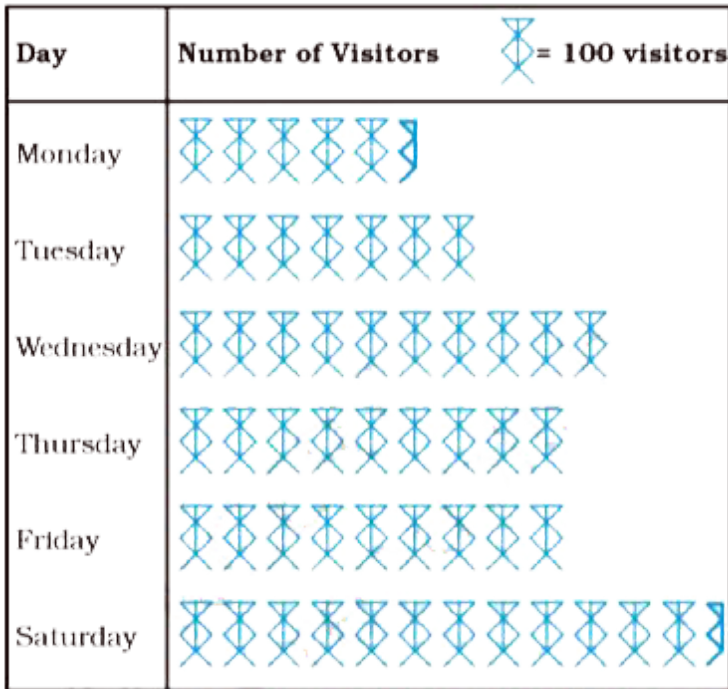 Day Number of Visitors = 100 visitors
Monday
Tuesday
Wednesday
Thursday
Friday
Saturday